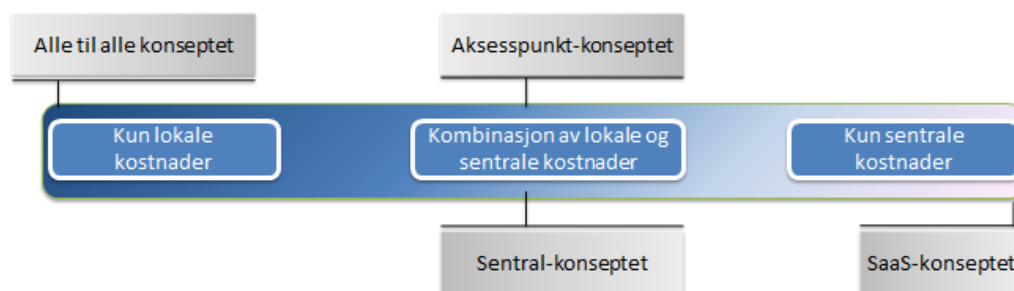 Alle til alle konseptet
Aksesspunkt-konseptet
Kun lokale
kostnader
Kombinasjon av lokale og
sentrale kostnader
Kun sentrale
kostnader
Sentral-konseptet
SaaS-konseptet